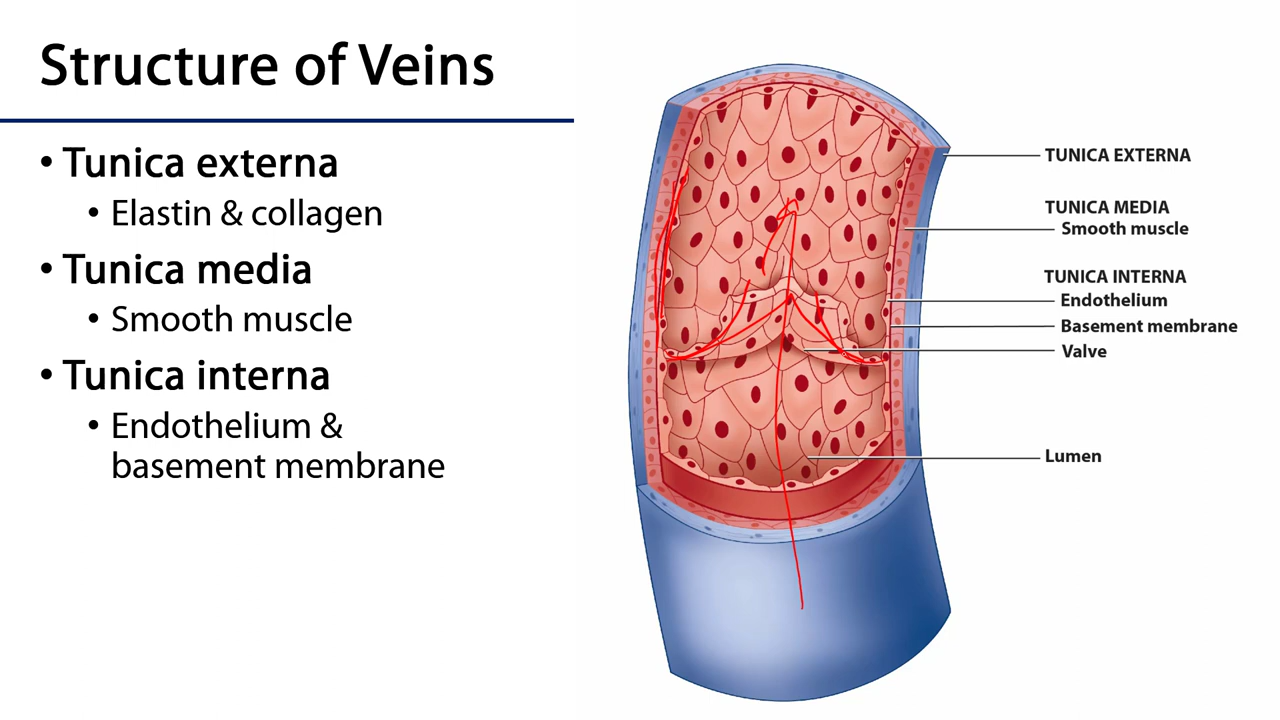 Structure of Veins
• Tunica externa
• Elastin & collagen
• Tunica media
• Smooth muscle
• Tunica interna
• Endothelium &
basement membrane
TUNICA EXTERNA
TUNICA MEDIA
Smooth muscle
TUNICA INTERNA
Endothelium
Basement membrane
Valve
Lumen